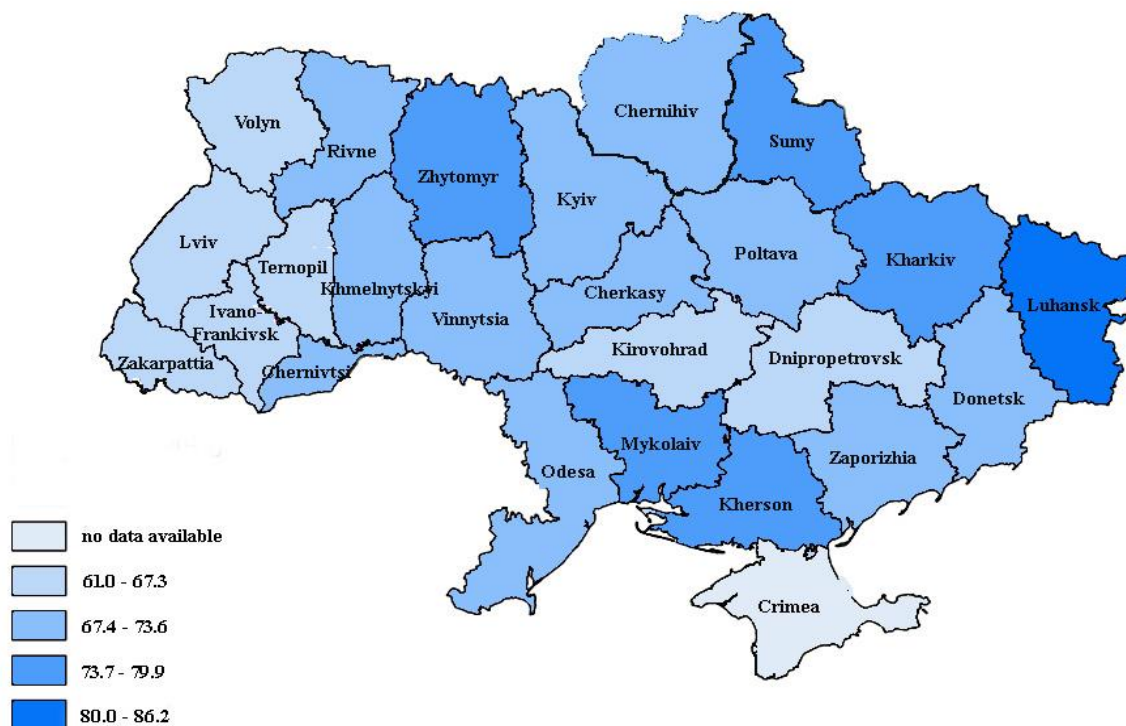 Chernihiv
Volyn
Sumy
Rivne
Zhytomyr
Kyiv
Lviv
Poltava
Kharkiv
Ternopil
Khmelnytskyi
Cherkasy
Luhansk
Ivano-
Frankivsk
Vinnytsia
Kirovohrad
Dnipropetrovsk
Zakarpattia
Chernivtsi
Donetsk
Mykolaiv
Zaporizhia
Odesa
Kherson
no data available
61.0 - 67.3
Crimea
67.4 - 73.6
73.7 - 79.9
80.0 - 86.2